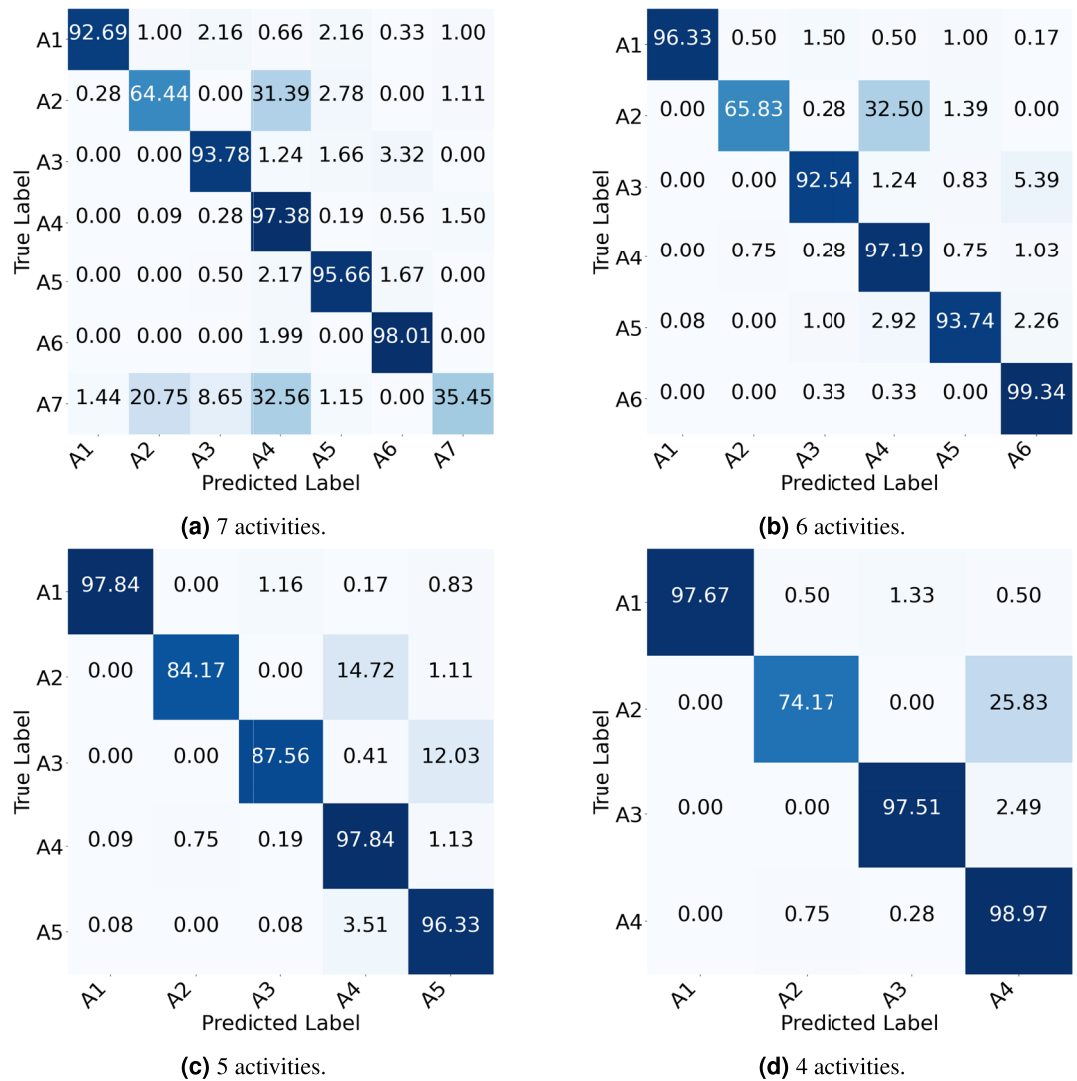 A1 92.69 1.00 2.16 0.66 2.16 0.33 1.00
A2 0.28 64.44 0.00 31.39 2.78 0.00 1.11
A3 0.00 0.00 93.78 1.24 1.66 3.32 0.00
A4 0.00 0.09 0.28 97.38 0.19 0.56 1.50
A5 0.00 0.00 0.50 2.17 95.66 1.67 0.00
A6 0.00 0.00 0.00 1.99 0.00 98.01 0.00
A7 1.44 20.75 8.65 32.56 1.15 0.00 35.45
True Label
A1 A2 A3 A4 A5 A6 A7
Predicted Label
(a) 7 activities.
A1 96.33 0.50 1.50 0.50 1.00 0.17
A2 0.00 65.83 0.28 32.50 1.39 0.00
A3 0.00 0.00 92.54 1.24 0.83 5.39
A4 0.00 0.75 0.28 97.19 0.75 1.03
A5 0.08 0.00 1.00 2.92 93.74 2.26
A6 0.00 0.00 0.33 0.33 0.00 99.34
True Label
A1 A2 A3 A4 A5 A6
Predicted Label
(b) 6 activities.
A1 97.84 0.00 1.16 0.17 0.83
A2 0.00 84.17 0.00 14.72 1.11
A3 0.00 0.00 87.56 0.41 12.03
A4 0.09 0.75 0.19 97.84 1.13
A5 0.08 0.00 0.08 3.51 96.33
True Label
A1 A2 A3 A4 A5
Predicted Label
(c) 5 activities.
A1 97.67 0.50 1.33 0.50
A2 0.00 74.17 0.00 25.83
A3 0.00 0.00 97.51 2.49
A4 0.00 0.75 0.28 98.97
True Label
A1 A2 A3 A4
Predicted Label
(d) 4 activities.